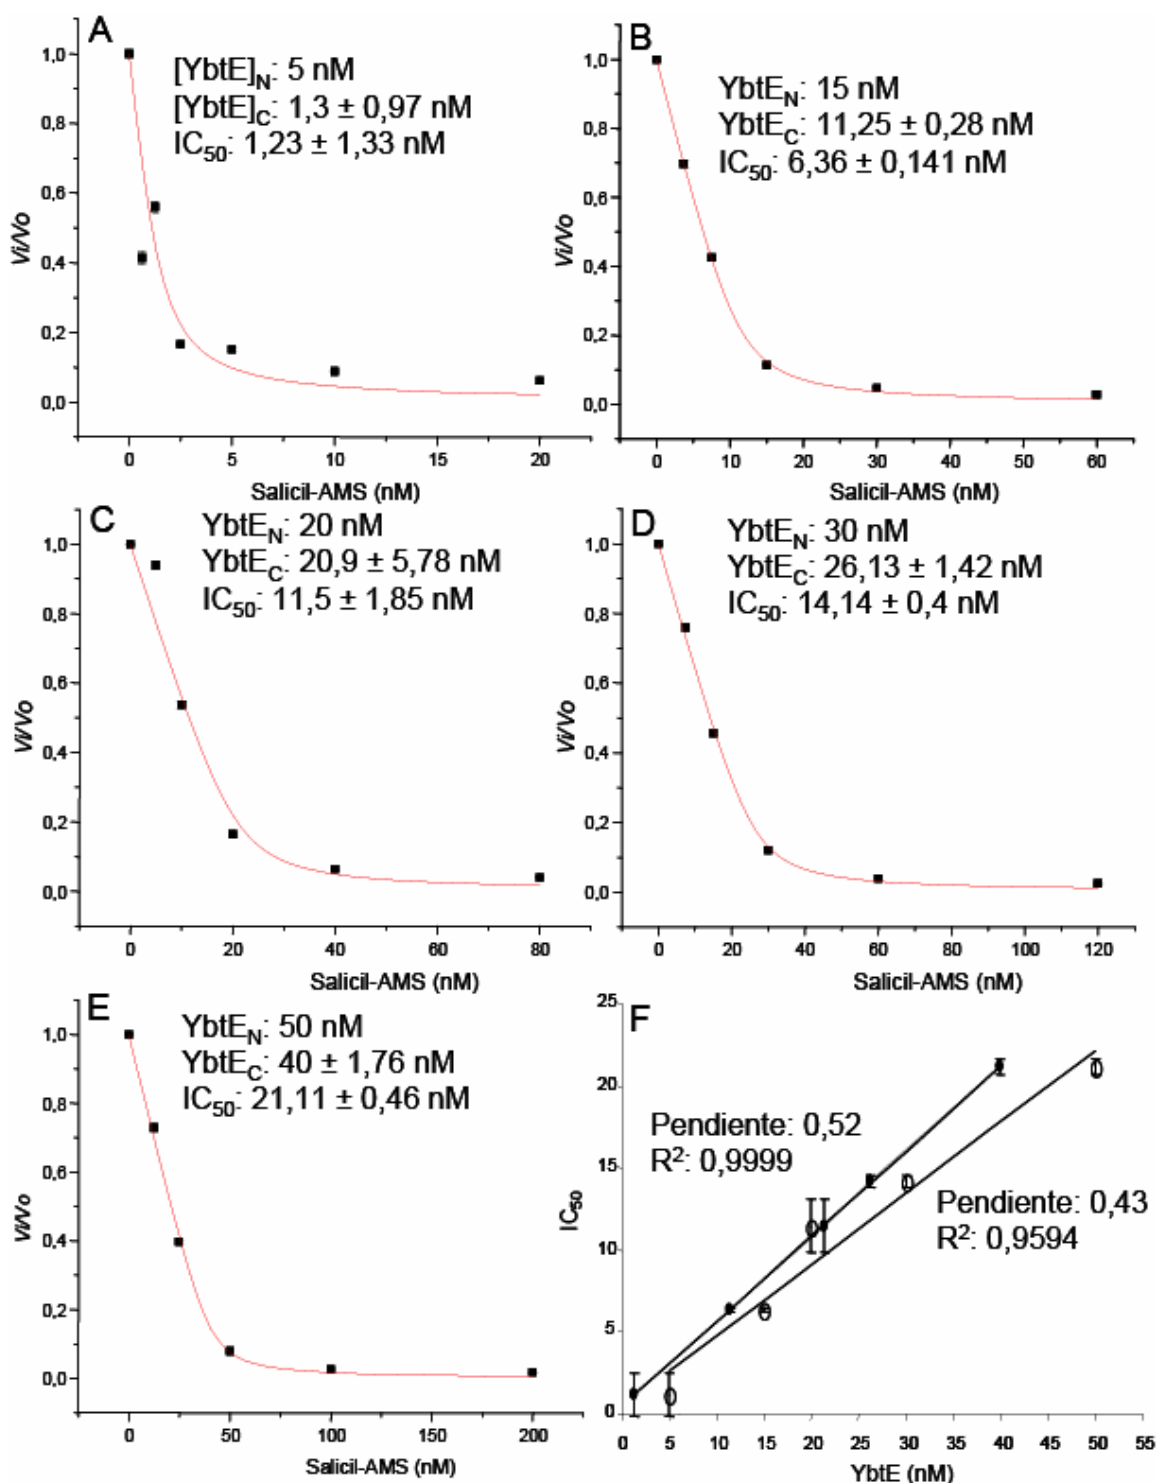 A
[YbtE]N: 5 nM
[YbtE]C: 1,3 ± 0,97 nM
IC50: 1,23 ± 1,33 nM
Vi/Vo
1,0
0,8
0,6
0,4
0,2
0,0
0 5 10 15 20
Salicil-AMS (nM)
B
YbtEN: 15 nM
YbtEC: 11,25 ± 0,28 nM
IC50: 6,36 ± 0,141 nM
Vi/Vo
1,0
0,8
0,6
0,4
0,2
0,0
0 10 20 30 40 50 60
Salicil-AMS (nM)
C
YbtEN: 20 nM
YbtEC: 20,9 ± 5,78 nM
IC50: 11,5 ± 1,85 nM
Vi/Vo
1,0
0,8
0,6
0,4
0,2
0,0
0 20 40 60 80
Salicil-AMS (nM)
D
YbtEN: 30 nM
YbtEC: 26,13 ± 1,42 nM
IC50: 14,14 ± 0,4 nM
Vi/Vo
1,0
0,8
0,6
0,4
0,2
0,0
0 20 40 60 80 100 120
Salicil-AMS (nM)
E
YbtEN: 50 nM
YbtEC: 40 ± 1,76 nM
IC50: 21,11 ± 0,46 nM
Vi/Vo
1,0
0,8
0,6
0,4
0,2
0,0
0 50 100 150 200
Salicil-AMS (nM)
F
Pendiente: 0,52
R2: 0,9999
Pendiente: 0,43
R2: 0,9594
IC50
25
20
15
10
5
0
0 5 10 15 20 25 30 35 40 45 50 55
YbtE (nM)